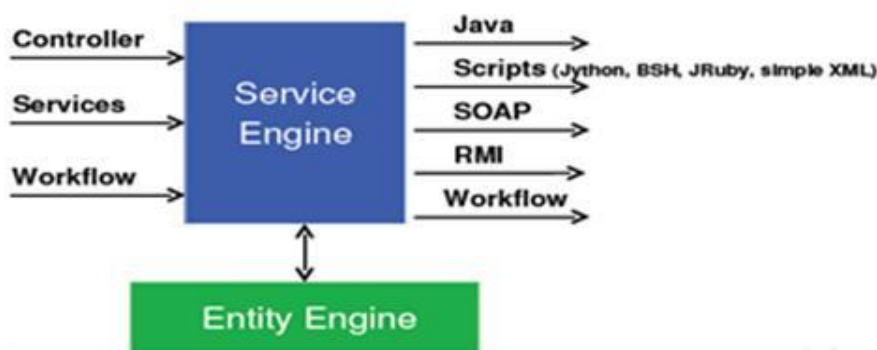 Controller
Services
Workflow
Service
Engine
Java
Scripts (Jython, BSH, JRuby, simple XML)
SOAP
RMI
Workflow
Entity Engine